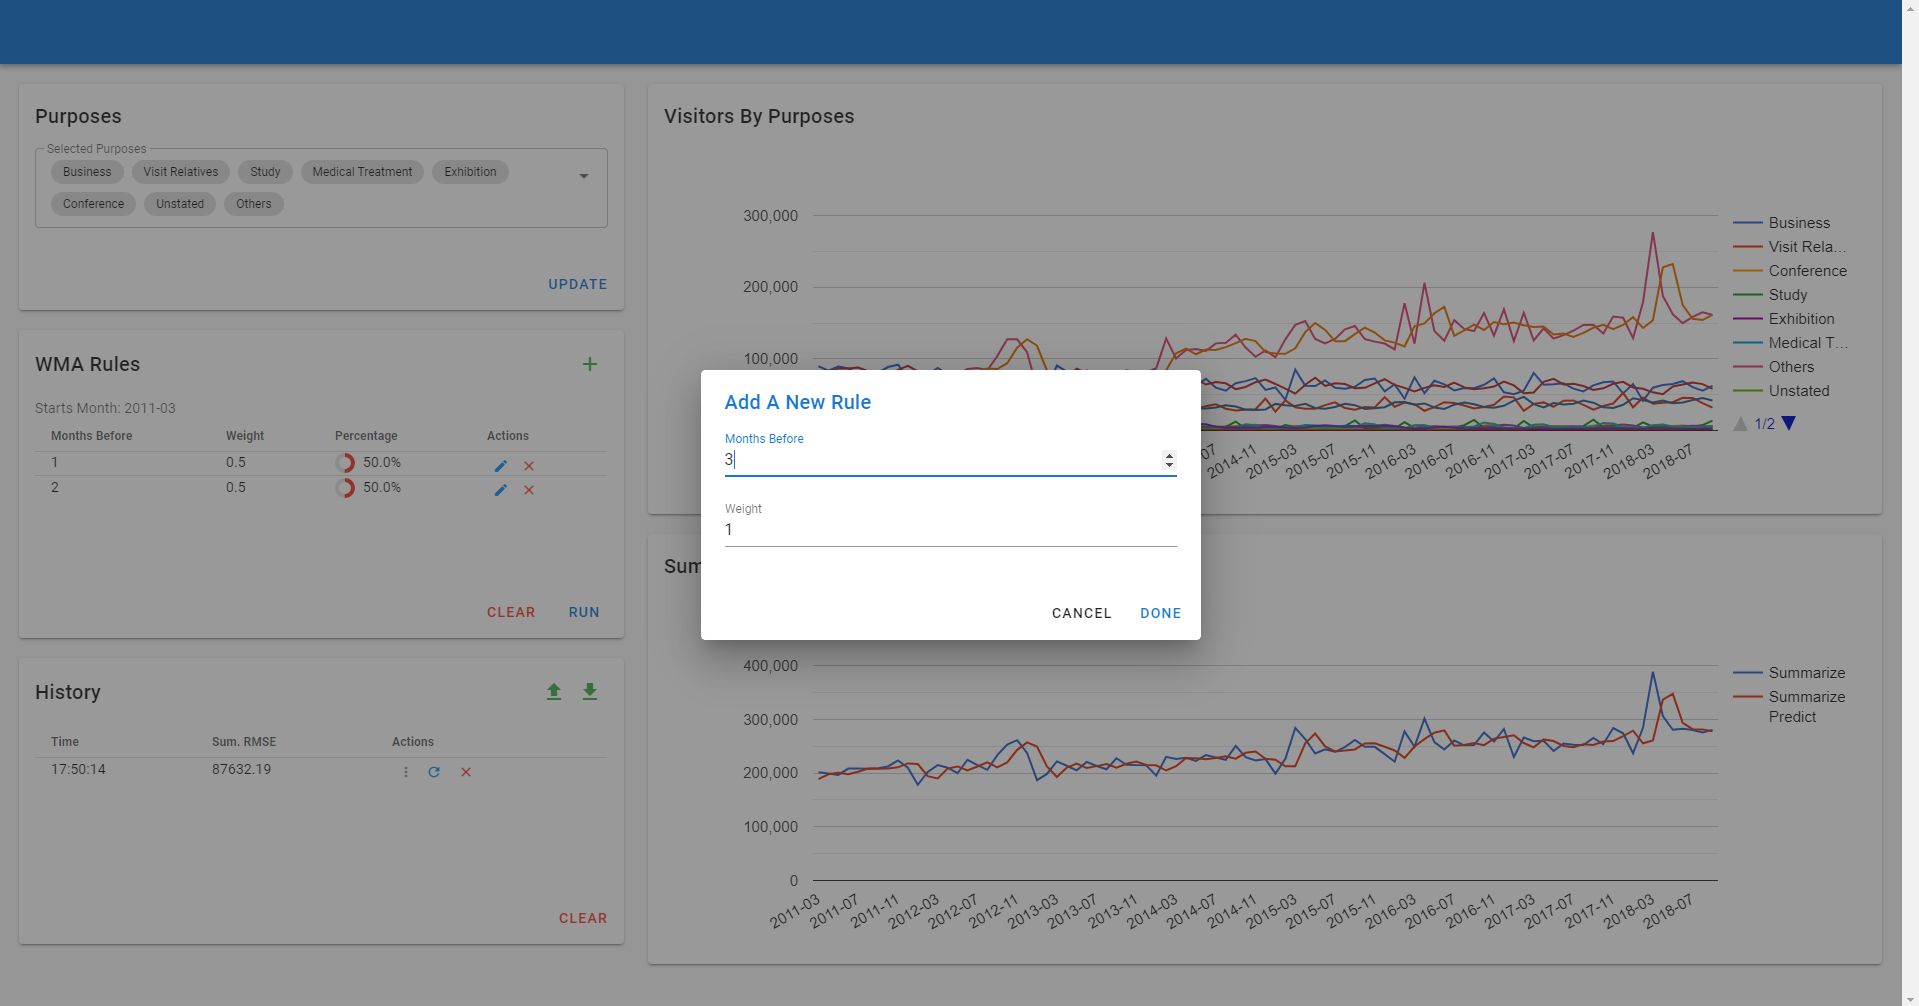 Purposes
Selected Purposes
Business Visit Relatives Study Medical Treatment Exhibition
Conference Unstated Others
UPDATE
WMA Rules
Starts Month: 2011-03
Months Before Weight Percentage Actions
1 0.5 50.0%
2 0.5 50.0%
CLEAR RUN
History
Time Sum. RMSE Actions
17:50:14 87632.19
CLEAR
Visitors By Purposes
300,000
200,000
100,000
Business
Visit Rela...
Conference
Study
Exhibition
Medical T...
Others
Unstated
1/2
07 2014-11 2015-03 2015-07 2015-11 2016-03 2016-07 2016-11 2017-03 2017-07 2017-11 2018-03 2018-07
Add A New Rule
Months Before
3
Weight
1
CANCEL DONE
Sum
400,000
300,000
200,000
100,000
0
Summarize
Summarize
Predict
2011-03 2011-07 2011-11 2012-03 2012-07 2012-11 2013-03 2013-07 2013-11 2014-03 2014-07 2014-11 2015-03 2015-07 2015-11 2016-03 2016-07 2016-11 2017-03 2017-07 2017-11 2018-03 2018-07